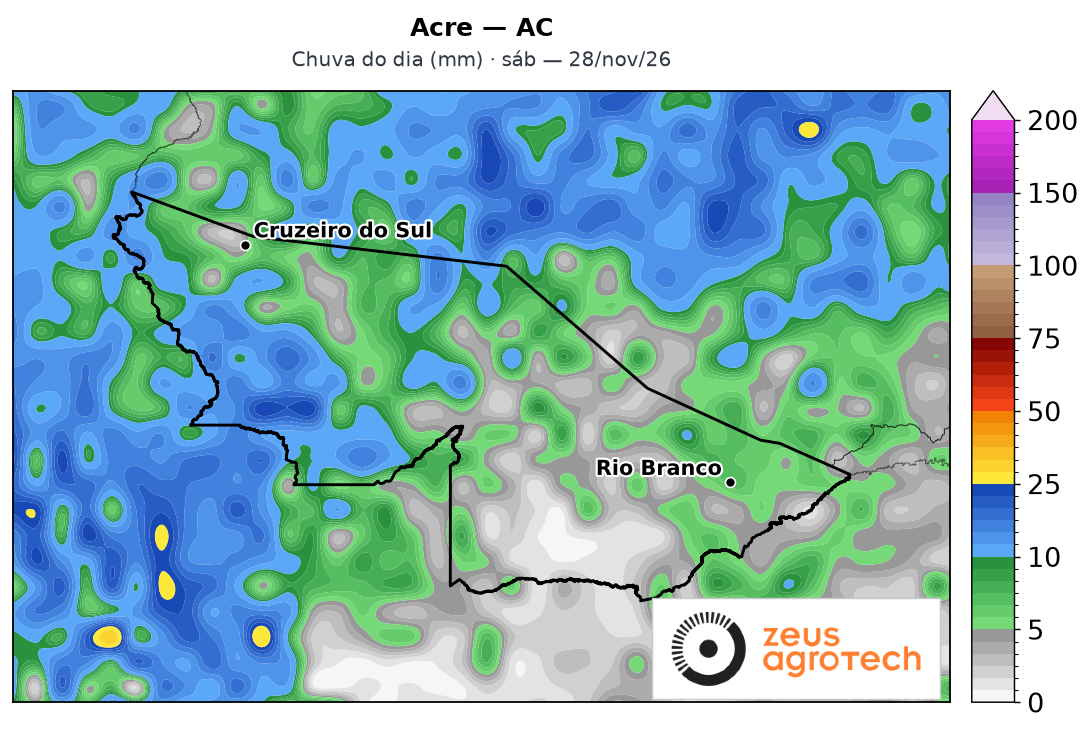 Acre — AC
Chuva do dia (mm) · sáb — 28/nov/26
Cruzeiro do Sul
Rio Branco
200
150
100
75
50
25
10
5
0
zeus
agrotech